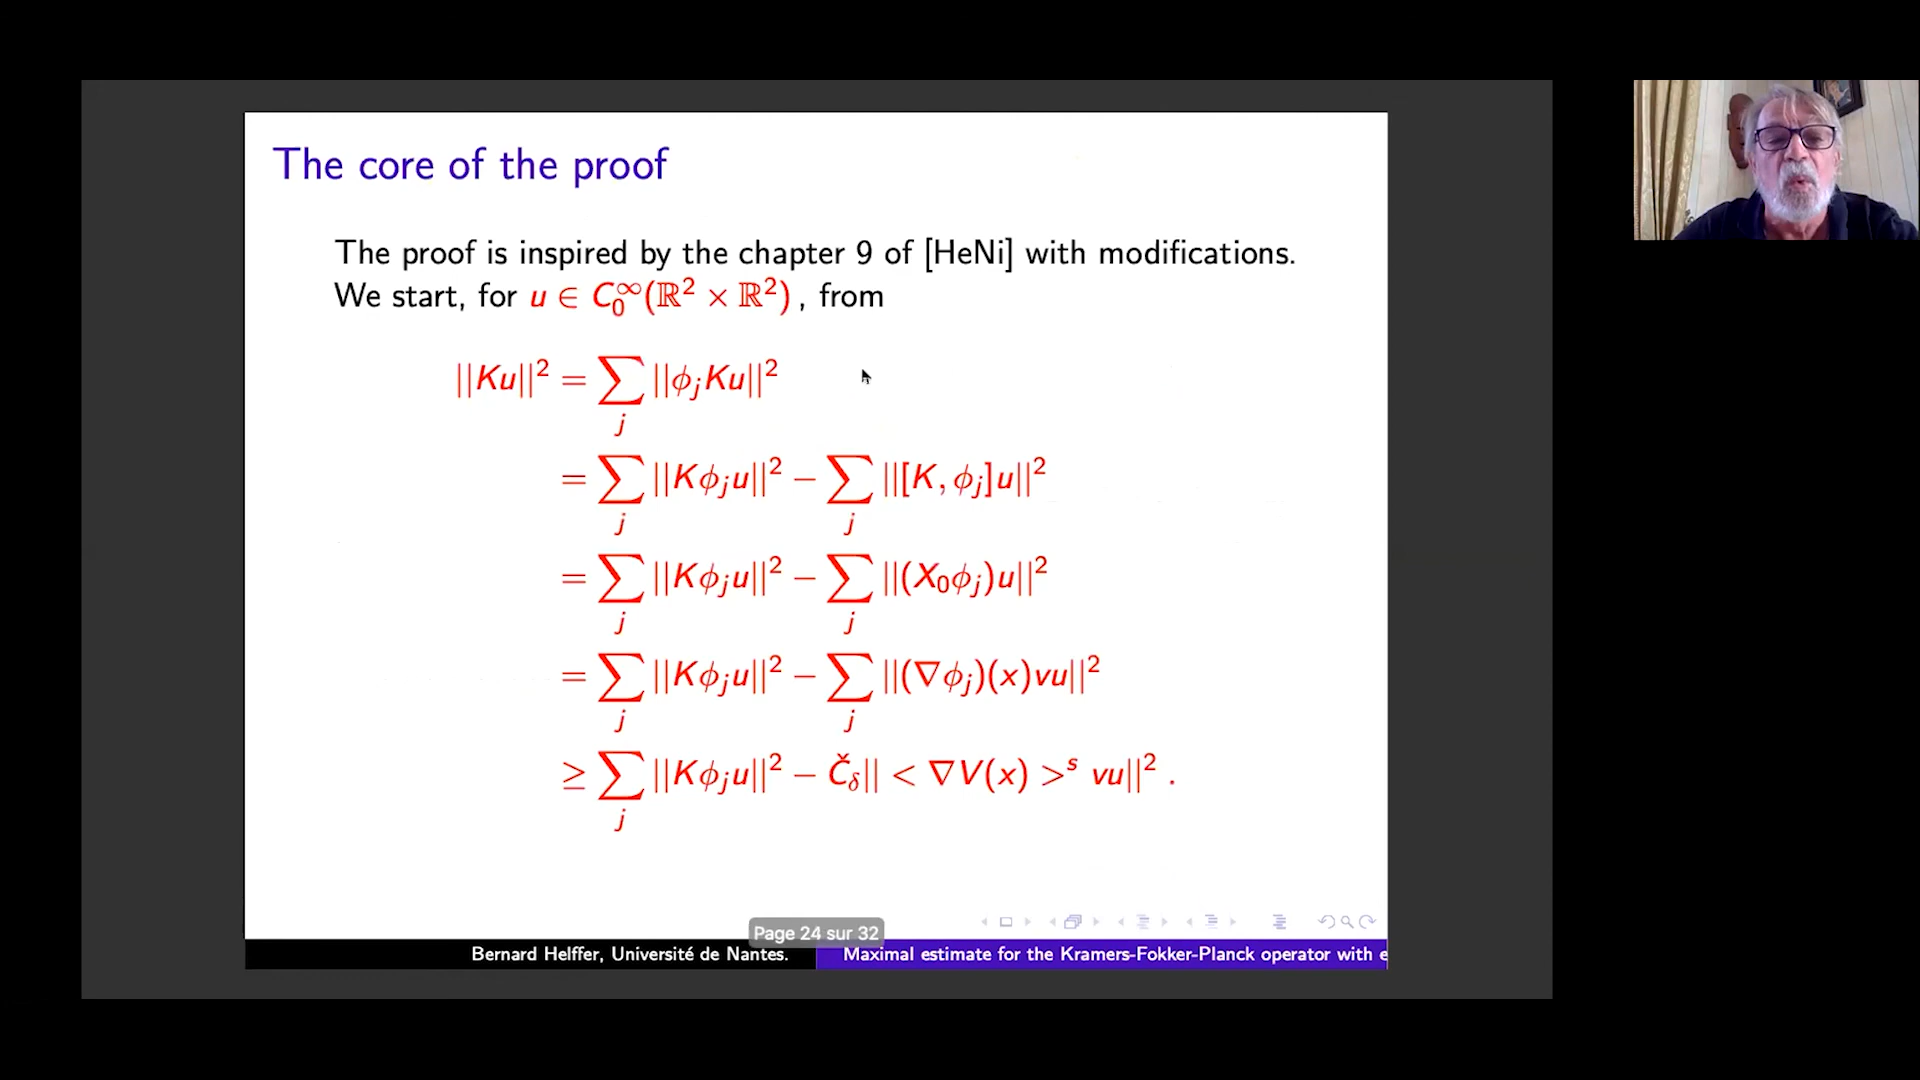 The core of the proof
The proof is inspired by the chapter 9 of [HeNi] with modifications.
We start, for u ∈ C₀^∞(ℝ² × ℝ²) , from
||Ku||² = ∑_j ||ϕ_j Ku||²
= ∑_j ||Kϕ_j u||² − ∑_j ||[K, ϕ_j]u||²
= ∑_j ||Kϕ_j u||² − ∑_j ||(X₀ϕ_j)u||²
= ∑_j ||Kϕ_j u||² − ∑_j ||(∇ϕ_j)(x)vu||²
≥ ∑_j ||Kϕ_j u||² − Č_δ|| < ∇V(x) >^s vu||² .
Page 24 sur 32
Bernard Helffer, Université de Nantes. Maximal estimate for the Kramers-Fokker-Planck operator with e